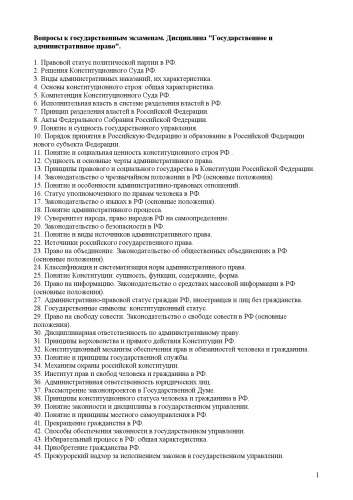 Вопросы к государственным экзаменам. Дисциплина "Государственное и
административное право".
1. Правовой статус политической партии в РФ.
2. Решения Конституционного Суда РФ.
3. Виды административных наказаний, их характеристика.
4. Основы конституционного строя: общая характеристика.
5. Компетенция Конституционного Суда РФ.
6. Исполнительная власть в системе разделения властей в РФ.
7. Принцип разделения властей в Российской Федерации.
8. Акты Федерального Собрания Российской Федерации.
9. Понятие и сущность государственного управления.
10. Порядок принятия в Российскую Федерацию и образование в Российской Федерации
нового субъекта Федерации.
11. Понятие и социальная ценность конституционного строя РФ .
12. Сущность и основные черты административного права.
13. Принципы правового и социального государства в Конституции Российской Федерации.
14. Законодательство о чрезвычайном положении в РФ (основные положения).
15. Понятие и особенности административно-правовых отношений.
16. Статус уполномоченного по правам человека в РФ.
17. Законодательство о языках в РФ (основные положения).
18. Понятие административного процесса.
19. Суверенитет народа, право народов РФ на самоопределение.
20. Законодательство о безопасности в РФ.
21. Понятие и виды источников административного права.
22. Источники российского государственного права.
23. Право на объединение. Законодательство об общественных объединениях в РФ
(основные положения).
24. Классификация и систематизация норм административного права.
25. Понятие Конституции: сущность, функции, содержание, форма.
26. Право на информацию. Законодательство о средствах массовой информации в РФ
(основные положения).
27. Административно-правовой статус граждан РФ, иностранцев и лиц без гражданства.
28. Государственные символы: конституционный статус.
29. Право на свободу совести. Законодательство о свободе совести в РФ (основные
положения).
30. Дисциплинарная ответственность по административному праву.
31. Принципы верховенства и прямого действия Конституции РФ.
32. Конституционный механизм обеспечения прав и обязанностей человека и гражданина.
33. Понятие и принципы государственной службы.
34. Механизм охраны российской конституции.
35. Институт прав и свобод человека и гражданина в РФ.
36. Административная ответственность юридических лиц.
37. Рассмотрение законопроектов в Государственной Думе.
38. Принципы конституционного статуса человека и гражданина в РФ.
39. Понятие законности и дисциплины в государственном управлении.
40. Понятие и принципы местного самоуправления в РФ.
41. Прекращение гражданства в РФ.
42. Способы обеспечения законности в государственном управлении.
43. Избирательный процесс в РФ: общая характеристика.
44. Приобретение гражданства РФ.
45. Прокурорский надзор за исполнением законов в государственном управлении.
1